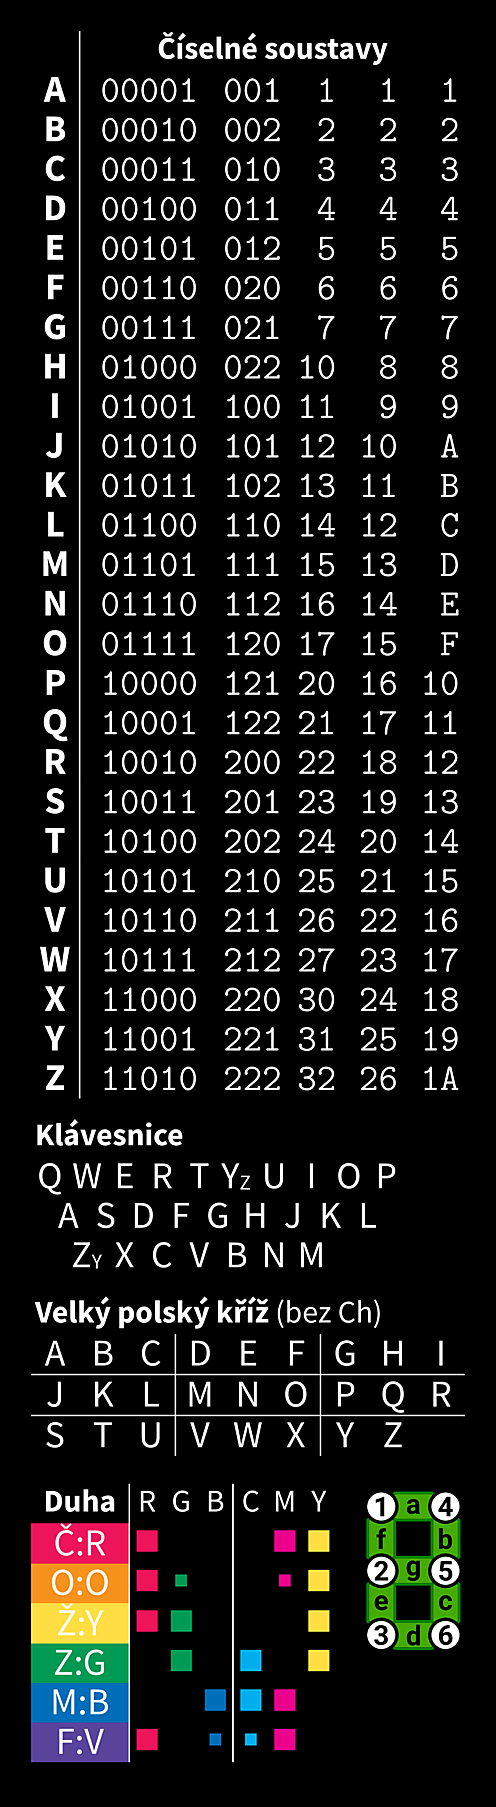 Číselné soustavy
A 00001 001 1 1 1
B 00010 002 2 2 2
C 00011 010 3 3 3
D 00100 011 4 4 4
E 00101 012 5 5 5
F 00110 020 6 6 6
G 00111 021 7 7 7
H 01000 022 10 8 8
I 01001 100 11 9 9
J 01010 101 12 10 A
K 01011 102 13 11 B
L 01100 110 14 12 C
M 01101 111 15 13 D
N 01110 112 16 14 E
O 01111 120 17 15 F
P 10000 121 20 16 10
Q 10001 122 21 17 11
R 10010 200 22 18 12
S 10011 201 23 19 13
T 10100 202 24 20 14
U 10101 210 25 21 15
V 10110 211 26 22 16
W 10111 212 27 23 17
X 11000 220 30 24 18
Y 11001 221 31 25 19
Z 11010 222 32 26 1A
Klávesnice
Q W E R T YZ U I O P
A S D F G H J K L
ZY X C V B N M
Velký polský kříž (bez Ch)
A B C D E F G H I
J K L M N O P Q R
S T U V W X Y Z
Duha R G B C M Y
Č:R
O:O
Ž:Y
Z:G
M:B
F:V
1 a 4
f b
2 g 5
e c
3 d 6